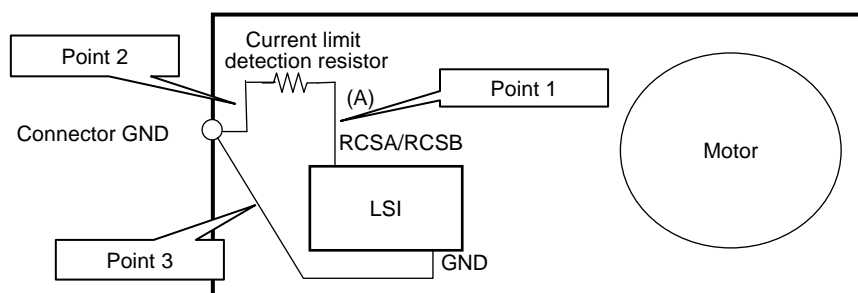 Current limit
detection resistor
Point 2
(A)
Point 1
Connector GND
RCSA/RCSB
Motor
LSI
Point 3
GND